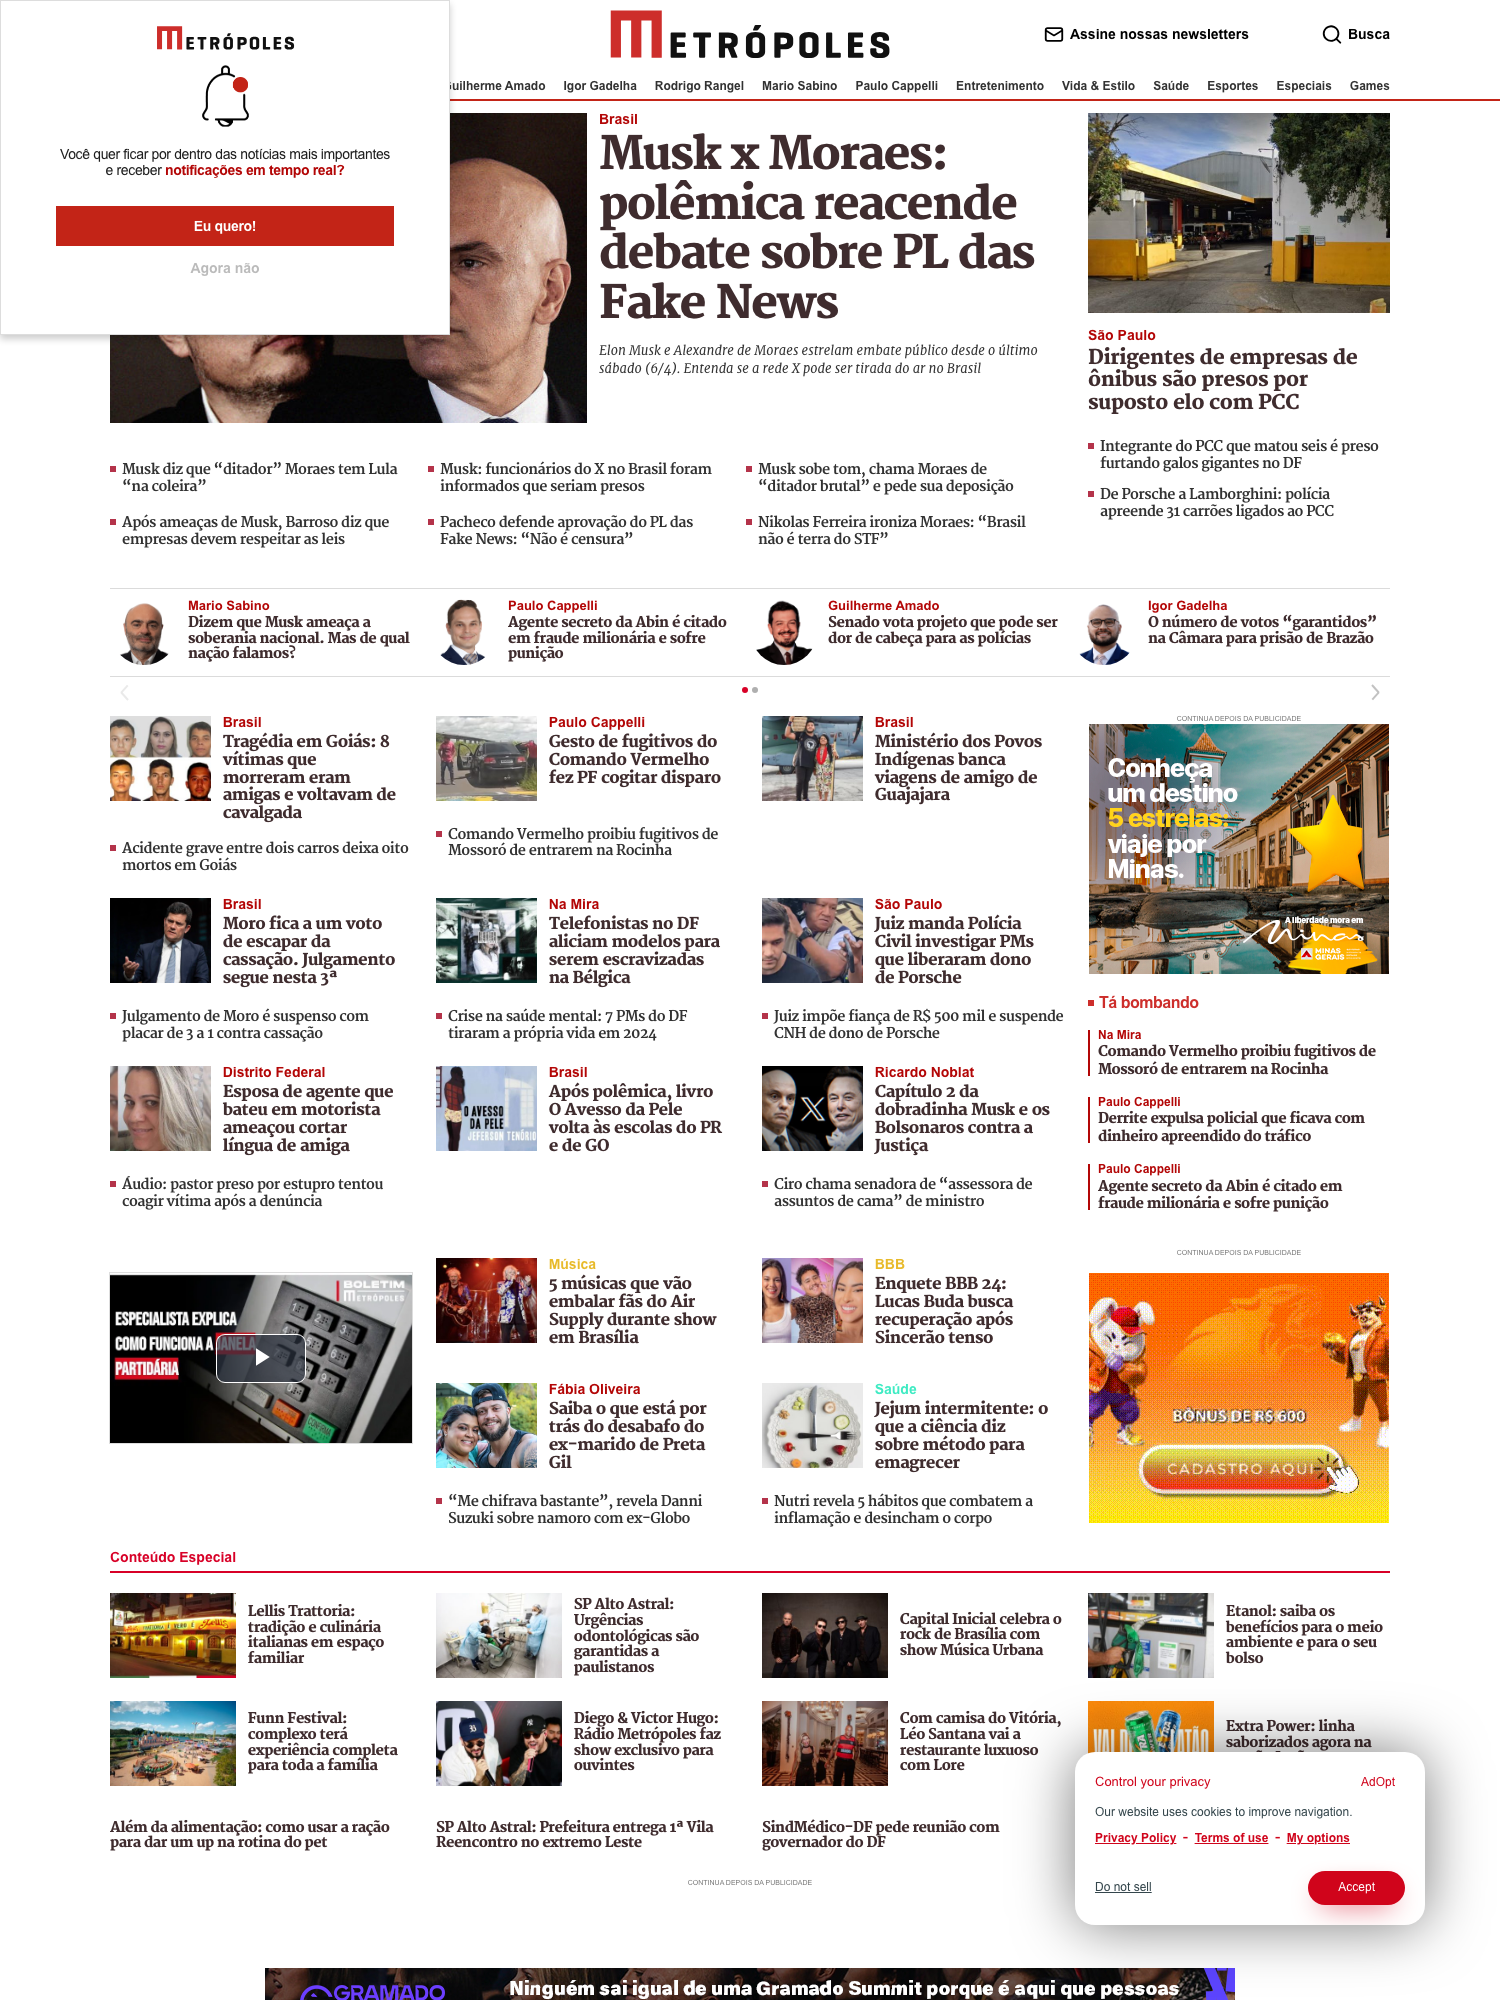 METRÓPOLES
Você quer ficar por dentro das notícias mais importantes
e receber notificações em tempo real?
Eu quero!
Agora não
METRÓPOLES
Assine nossas newsletters
Busca
Guilherme Amado
Igor Gadelha
Rodrigo Rangel
Mario Sabino
Paulo Cappelli
Entretenimento
Vida & Estilo
Saúde
Esportes
Especiais
Games
Brasil
Musk x Moraes:
polêmica reacende
debate sobre PL das
Fake News
Elon Musk e Alexandre de Moraes estrelam embate público desde o último
sábado (6/4). Entenda se a rede X pode ser tirada do ar no Brasil
São Paulo
Dirigentes de empresas de
ônibus são presos por
suposto elo com PCC
Integrante do PCC que matou seis é preso
furtando galos gigantes no DF
De Porsche a Lamborghini: polícia
apreende 31 carrões ligados ao PCC
Musk diz que “ditador” Moraes tem Lula
“na coleira”
Musk: funcionários do X no Brasil foram
informados que seriam presos
Musk sobe tom, chama Moraes de
“ditador brutal” e pede sua deposição
Após ameaças de Musk, Barroso diz que
empresas devem respeitar as leis
Pacheco defende aprovação do PL das
Fake News: “Não é censura”
Nikolas Ferreira ironiza Moraes: “Brasil
não é terra do STF”
Mario Sabino
Dizem que Musk ameaça a
soberania nacional. Mas de qual
nação falamos?
Paulo Cappelli
Agente secreto da Abin é citado
em fraude milionária e sofre
punição
Guilherme Amado
Senado vota projeto que pode ser
dor de cabeça para as polícias
Igor Gadelha
O número de votos “garantidos”
na Câmara para prisão de Brazão
Brasil
Tragédia em Goiás: 8
vítimas que
morreram eram
amigas e voltavam de
cavalgada
Acidente grave entre dois carros deixa oito
mortos em Goiás
Paulo Cappelli
Gesto de fugitivos do
Comando Vermelho
fez PF cogitar disparo
Comando Vermelho proibiu fugitivos de
Mossoró de entrarem na Rocinha
Brasil
Ministério dos Povos
Indígenas banca
viagens de amigo de
Guajajara
CONTINUA DEPOIS DA PUBLICIDADE
Conheça
um destino
5 estrelas:
viaje por
Minas.
A liberdade mora em
Minas
MINAS
GERAIS
Brasil
Moro fica a um voto
de escapar da
cassação. Julgamento
segue nesta 3ª
Julgamento de Moro é suspenso com
placar de 3 a 1 contra cassação
Na Mira
Telefonistas no DF
aliciam modelos para
serem escravizadas
na Bélgica
Crise na saúde mental: 7 PMs do DF
tiraram a própria vida em 2024
São Paulo
Juiz manda Polícia
Civil investigar PMs
que liberaram dono
de Porsche
Juiz impõe fiança de R$ 500 mil e suspende
CNH de dono de Porsche
Tá bombando
Na Mira
Comando Vermelho proibiu fugitivos de
Mossoró de entrarem na Rocinha
Paulo Cappelli
Derrite expulsa policial que ficava com
dinheiro apreendido do tráfico
Paulo Cappelli
Agente secreto da Abin é citado em
fraude milionária e sofre punição
Distrito Federal
Esposa de agente que
bateu em motorista
ameaçou cortar
língua de amiga
Áudio: pastor preso por estupro tentou
coagir vítima após a denúncia
O AVESSO
DA PELE
JEFERSON TENÓRIO
Brasil
Após polêmica, livro
O Avesso da Pele
volta às escolas do PR
e de GO
Ricardo Noblat
Capítulo 2 da
dobradinha Musk e os
Bolsonaros contra a
Justiça
Ciro chama senadora de “assessora de
assuntos de cama” de ministro
CONTINUA DEPOIS DA PUBLICIDADE
BOLETIM
METRÓPOLES
ESPECIALISTA EXPLICA
COMO FUNCIONA A JANELA
PARTIDÁRIA
Música
5 músicas que vão
embalar fãs do Air
Supply durante show
em Brasília
BBB
Enquete BBB 24:
Lucas Buda busca
recuperação após
Sincerão tenso
Fábia Oliveira
Saiba o que está por
trás do desabafo do
ex-marido de Preta
Gil
“Me chifrava bastante”, revela Danni
Suzuki sobre namoro com ex-Globo
Saúde
Jejum intermitente: o
que a ciência diz
sobre método para
emagrecer
Nutri revela 5 hábitos que combatem a
inflamação e desincham o corpo
BÔNUS DE R$ 600
CADASTRO AQUI
Conteúdo Especial
Lellis Trattoria:
tradição e culinária
italianas em espaço
familiar
SP Alto Astral:
Urgências
odontológicas são
garantidas a
paulistanos
Capital Inicial celebra o
rock de Brasília com
show Música Urbana
Etanol: saiba os
benefícios para o meio
ambiente e para o seu
bolso
Funn Festival:
complexo terá
experiência completa
para toda a família
Diego & Victor Hugo:
Rádio Metrópoles faz
show exclusivo para
ouvintes
Com camisa do Vitória,
Léo Santana vai a
restaurante luxuoso
com Lore
Extra Power: linha
saborizados agora na
Além da alimentação: como usar a ração
para dar um up na rotina do pet
SP Alto Astral: Prefeitura entrega 1ª Vila
Reencontro no extremo Leste
SindMédico-DF pede reunião com
governador do DF
Control your privacy
AdOpt
Our website uses cookies to improve navigation.
Privacy Policy - Terms of use - My options
Do not sell
Accept
CONTINUA DEPOIS DA PUBLICIDADE
GRAMADO
Ninguém sai igual de uma Gramado Summit porque é aqui que pessoas